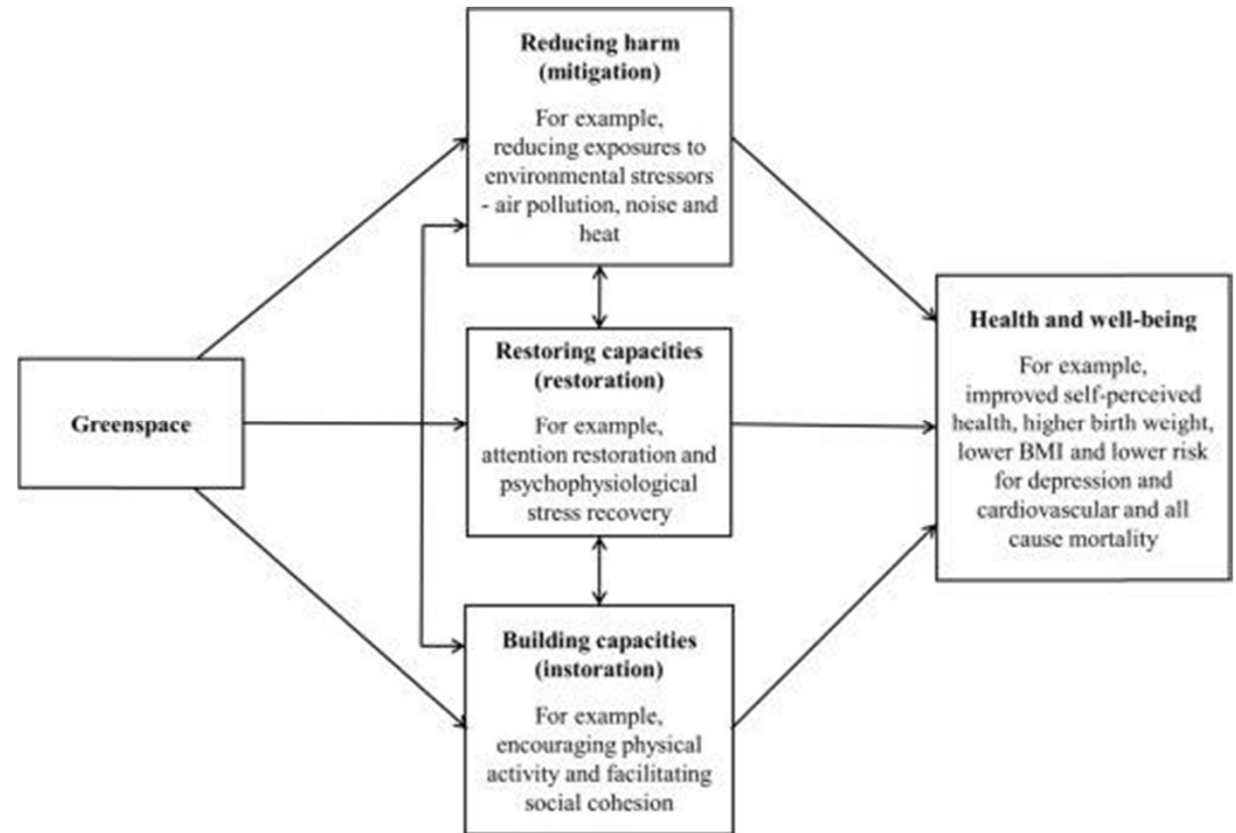 Reducing harm
(mitigation)
For example,
reducing exposures to
environmental stressors
- air pollution, noise and
heat
Greenspace
Restoring capacities
(restoration)
For example,
attention restoration and
psychophysiological
stress recovery
Building capacities
(instoration)
For example,
encouraging physical
activity and facilitating
social cohesion
Health and well-being
For example,
improved self-perceived
health, higher birth weight,
lower BMI and lower risk
for depression and
cardiovascular and all
cause mortality